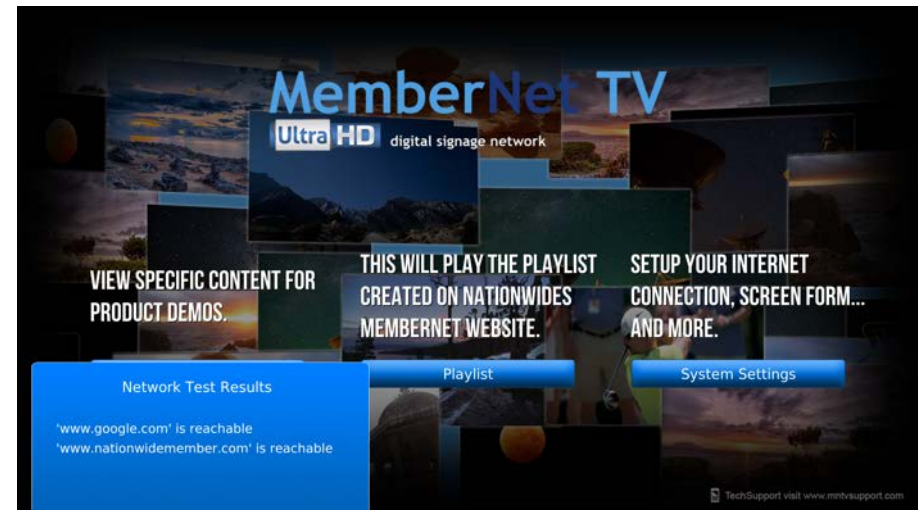 MemberNet TV
Ultra HD digital signage network
VIEW SPECIFIC CONTENT FOR
PRODUCT DEMOS.
THIS WILL PLAY THE PLAYLIST
CREATED ON NATIONWIDES
MEMBERNET WEBSITE.
Playlist
SETUP YOUR INTERNET
CONNECTION, SCREEN FORM...
AND MORE.
System Settings
Network Test Results
'www.google.com' is reachable
'www.nationwidemember.com' is reachable
TechSupport visit www.mntvsupport.com